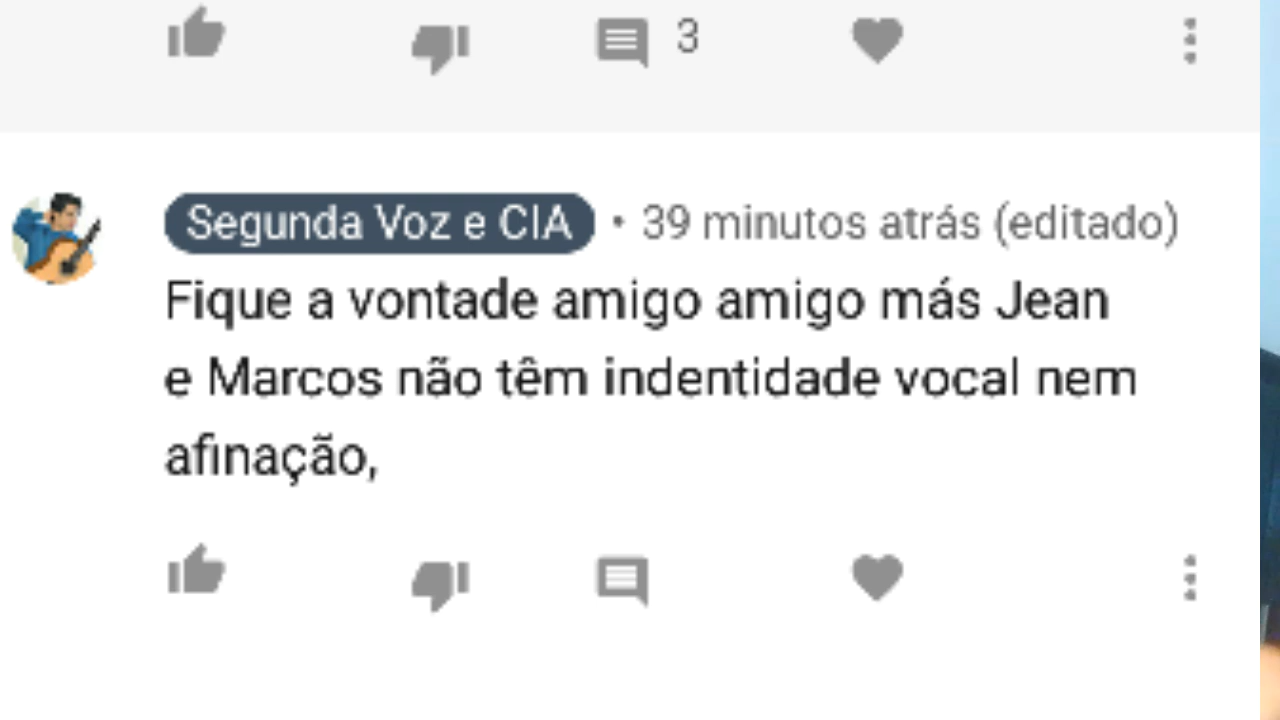 3
Segunda Voz e CIA • 39 minutos atrás (editado)
Fique a vontade amigo amigo más Jean
e Marcos não têm indentidade vocal nem
afinação,